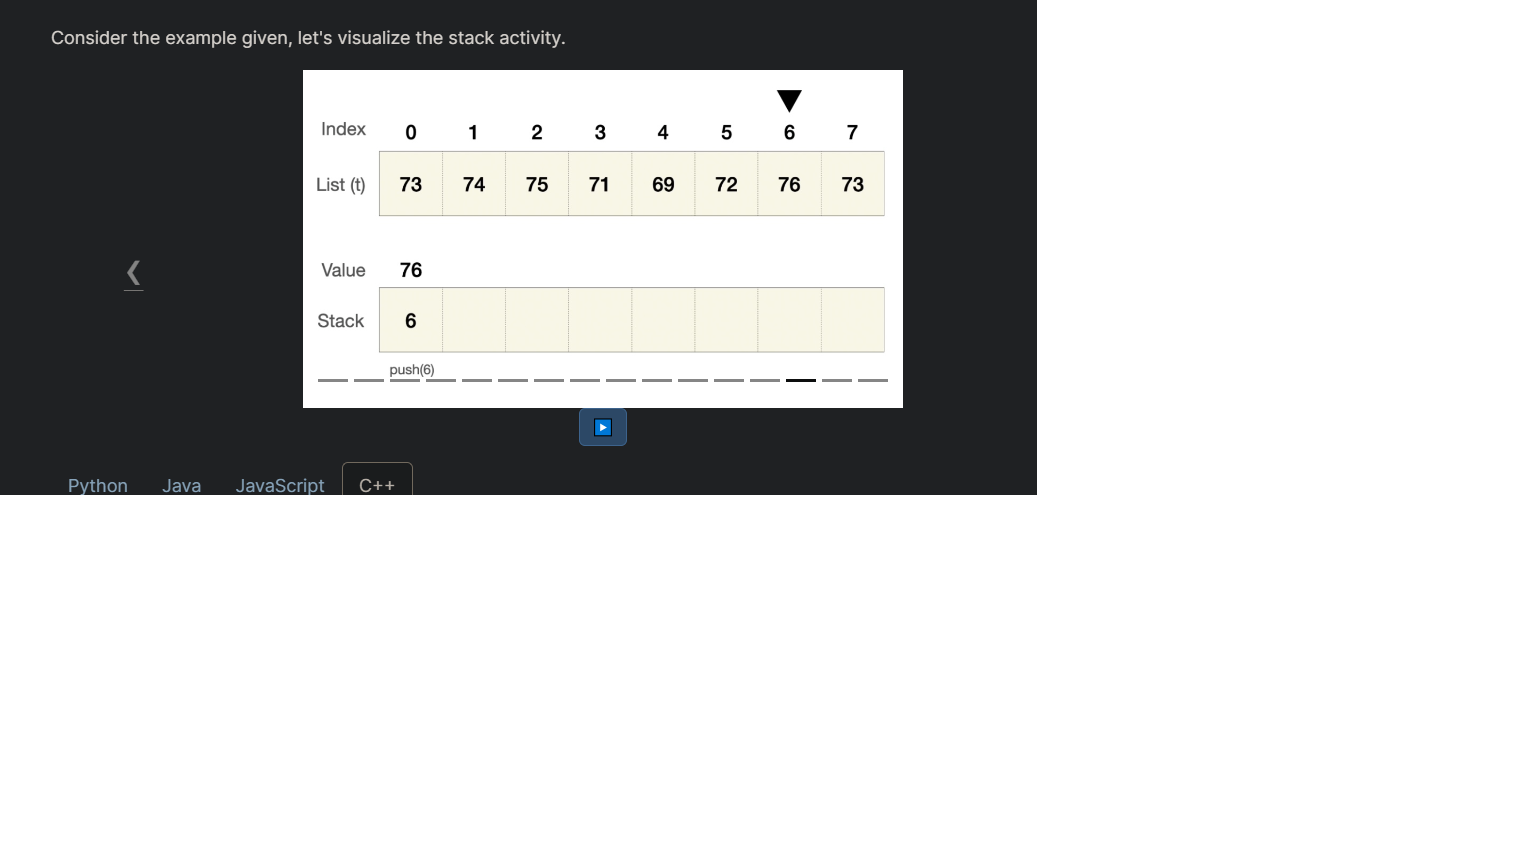 Consider the example given, let's visualize the stack activity.
Index 0 1 2 3 4 5 6 7
List (t) 73 74 75 71 69 72 76 73
Value 76
Stack 6
push(6)
Python Java JavaScript C++